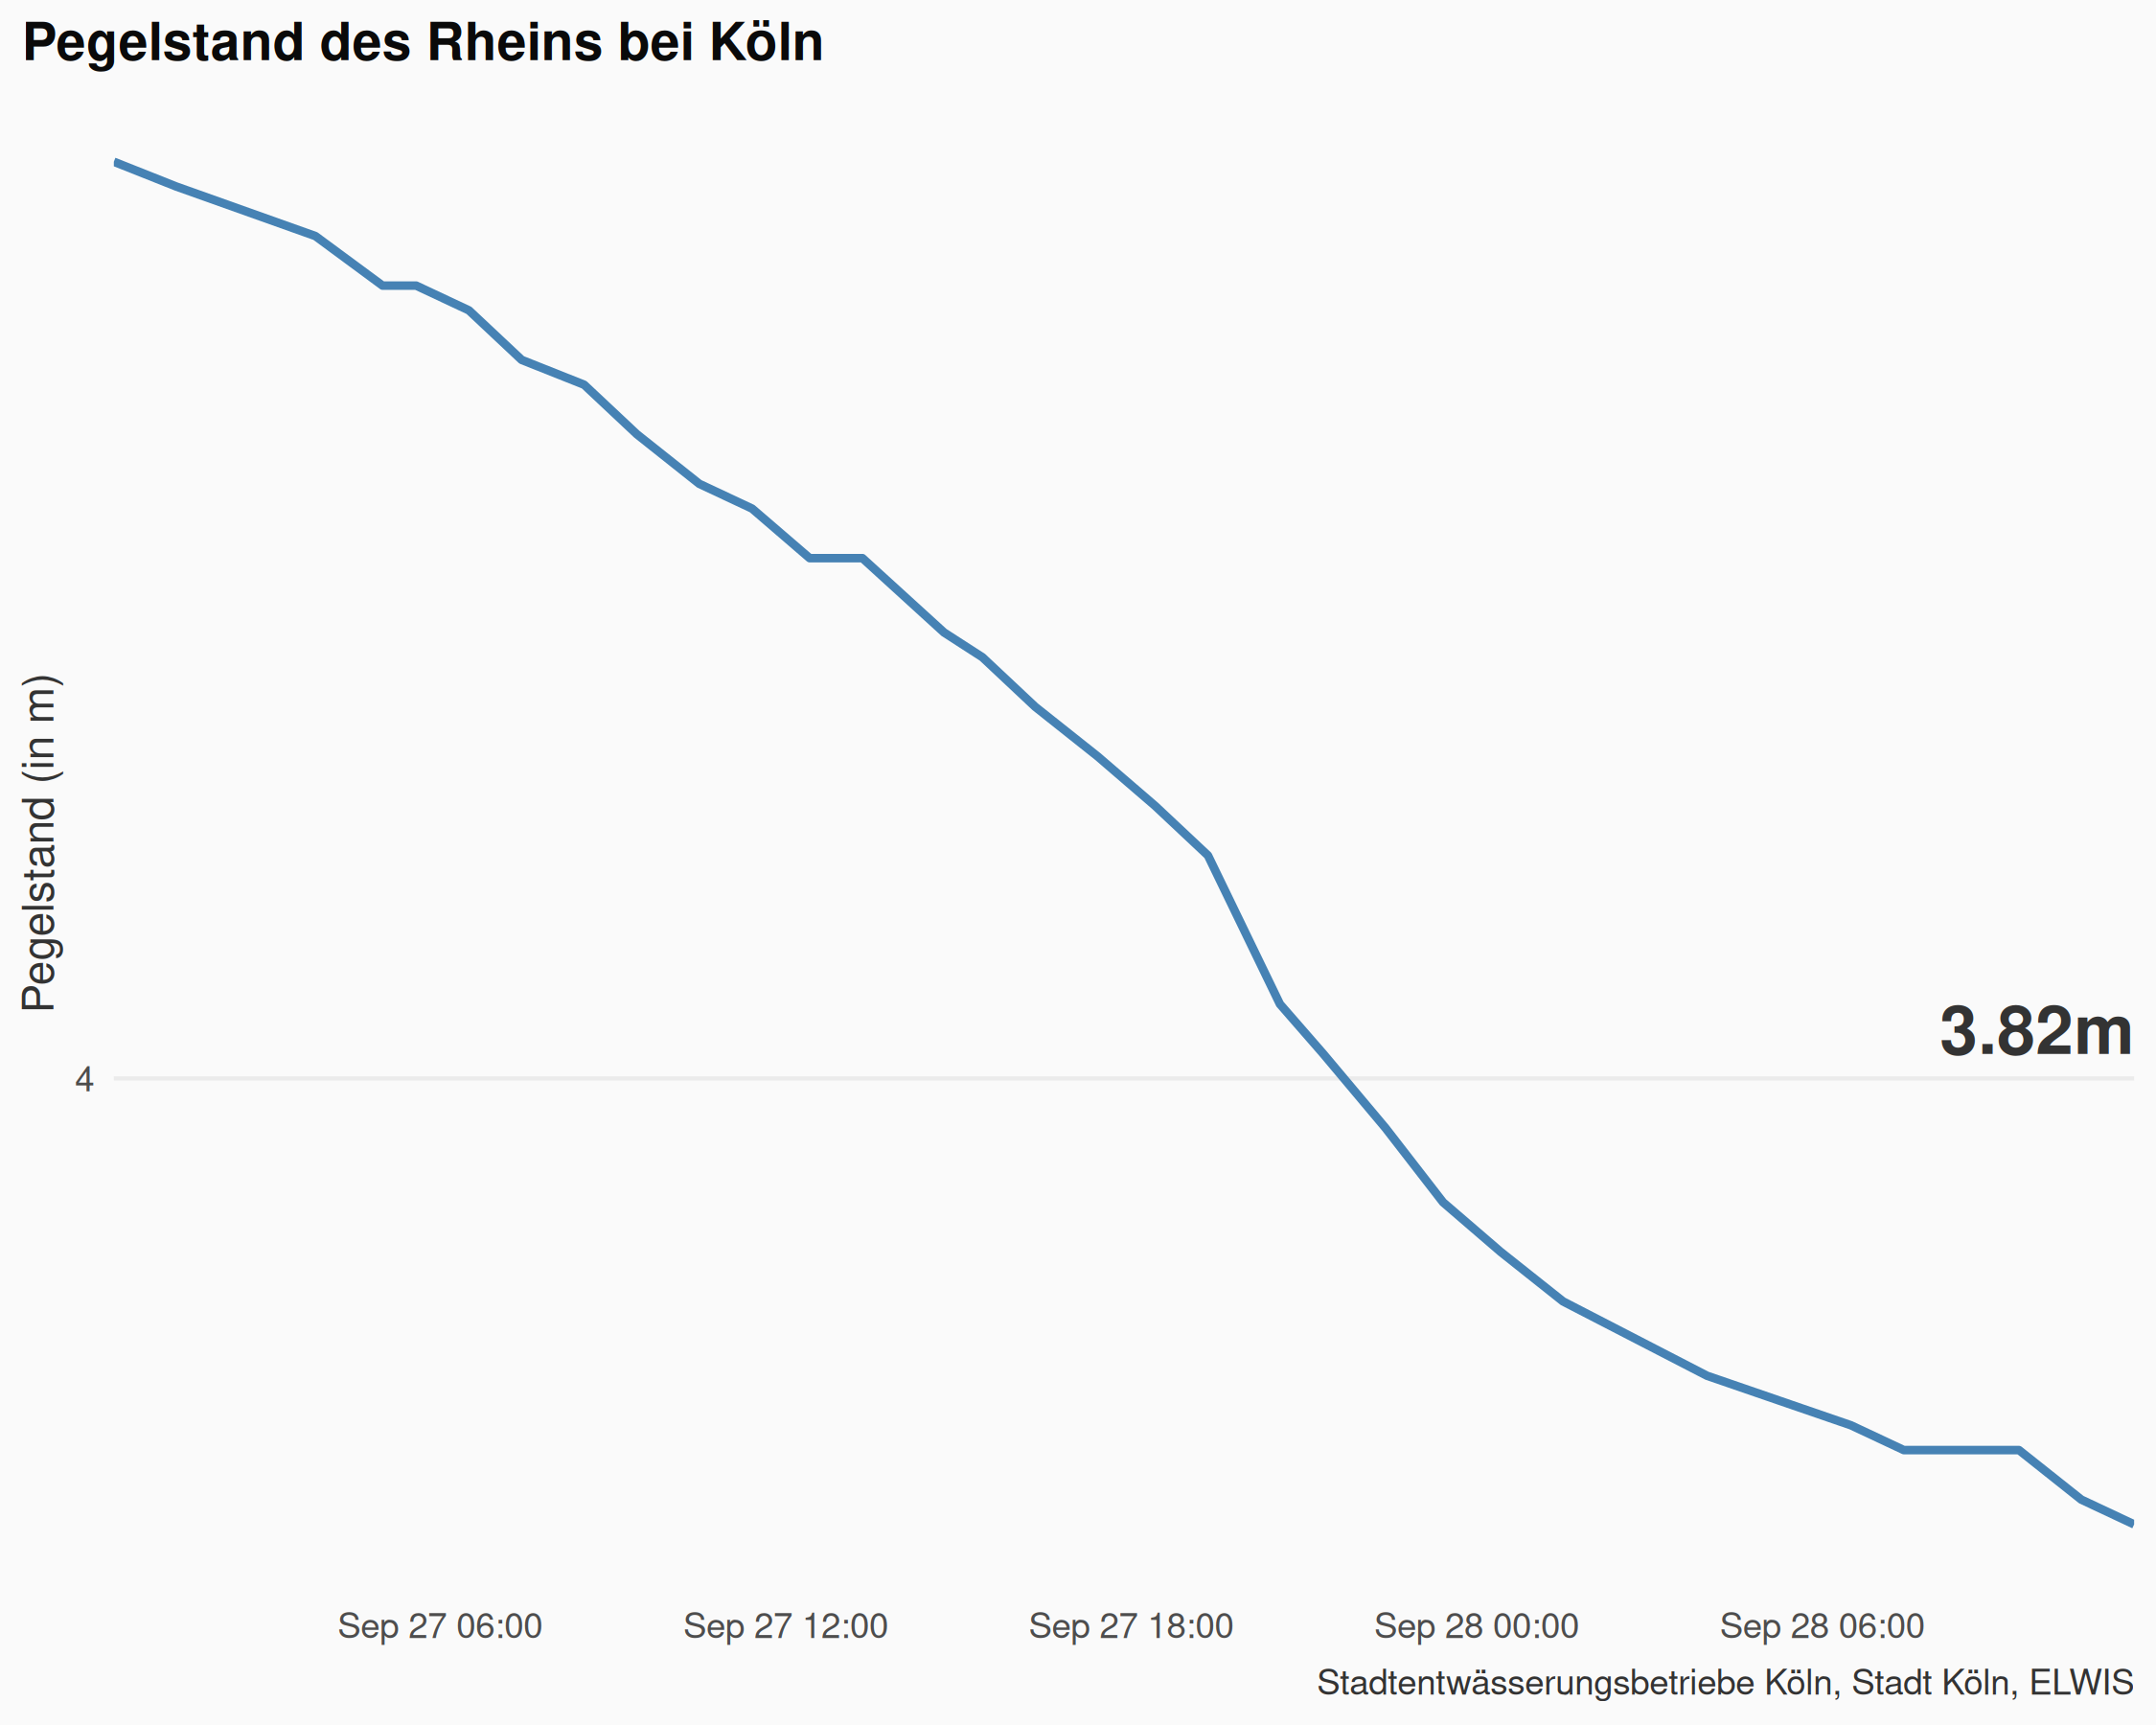 Pegelstand des Rheins bei Köln
Pegelstand (in m)
3.82m
4
Sep 27 06:00
Sep 27 12:00
Sep 27 18:00
Sep 28 00:00
Sep 28 06:00
Stadtentwässerungsbetriebe Köln, Stadt Köln, ELWIS